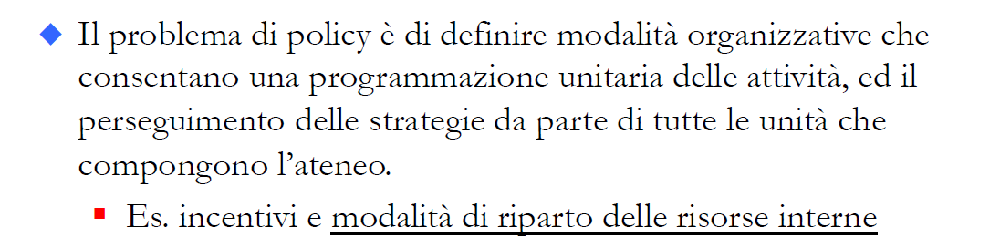 Il problema di policy è di definire modalità organizzative che
consentano una programmazione unitaria delle attività, ed il
perseguimento delle strategie da parte di tutte le unità che
compongono l’ateneo.
Es. incentivi e modalità di riparto delle risorse interne